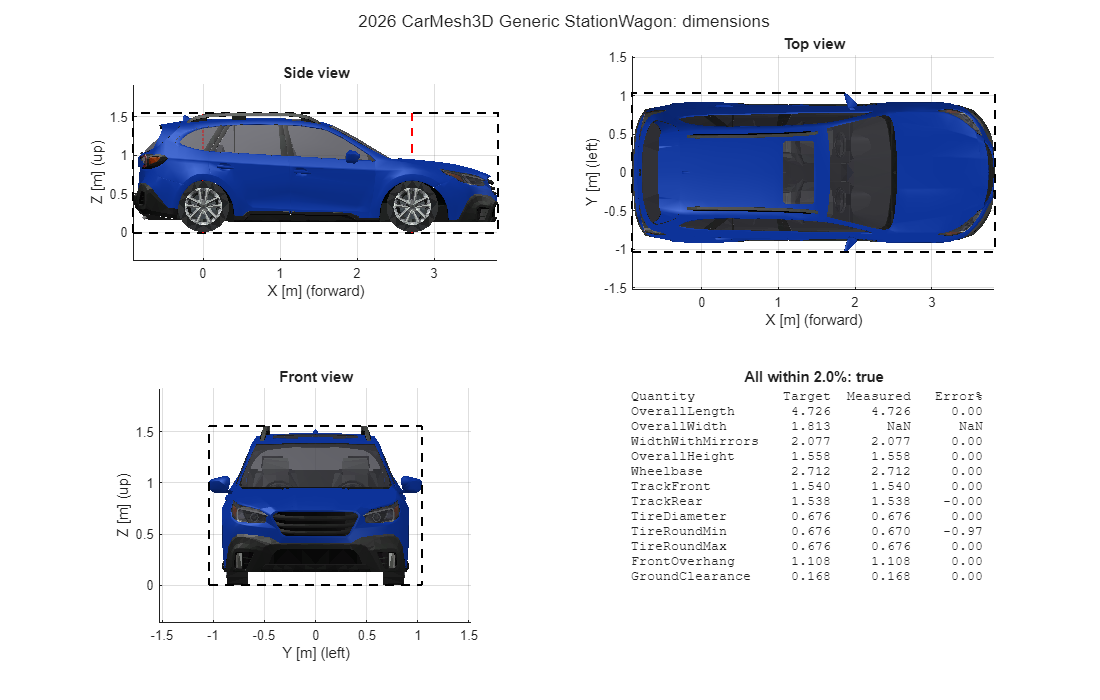 2026 CarMesh3D Generic StationWagon: dimensions
Side view
1.5
1
0.5
0
Z [m] (up)
0 1 2 3
X [m] (forward)
Top view
1.5
1
0.5
0
-0.5
-1
-1.5
Y [m] (left)
0 1 2 3
X [m] (forward)
Front view
1.5
1
0.5
0
Z [m] (up)
-1.5 -1 -0.5 0 0.5 1 1.5
Y [m] (left)
All within 2.0%: true
Quantity Target Measured Error%
OverallLength 4.726 4.726 0.00
OverallWidth 1.813 NaN NaN
WidthWithMirrors 2.077 2.077 0.00
OverallHeight 1.558 1.558 0.00
Wheelbase 2.712 2.712 0.00
TrackFront 1.540 1.540 0.00
TrackRear 1.538 1.538 -0.00
TireDiameter 0.676 0.676 0.00
TireRoundMin 0.676 0.670 -0.97
TireRoundMax 0.676 0.676 0.00
FrontOverhang 1.108 1.108 0.00
GroundClearance 0.168 0.168 0.00